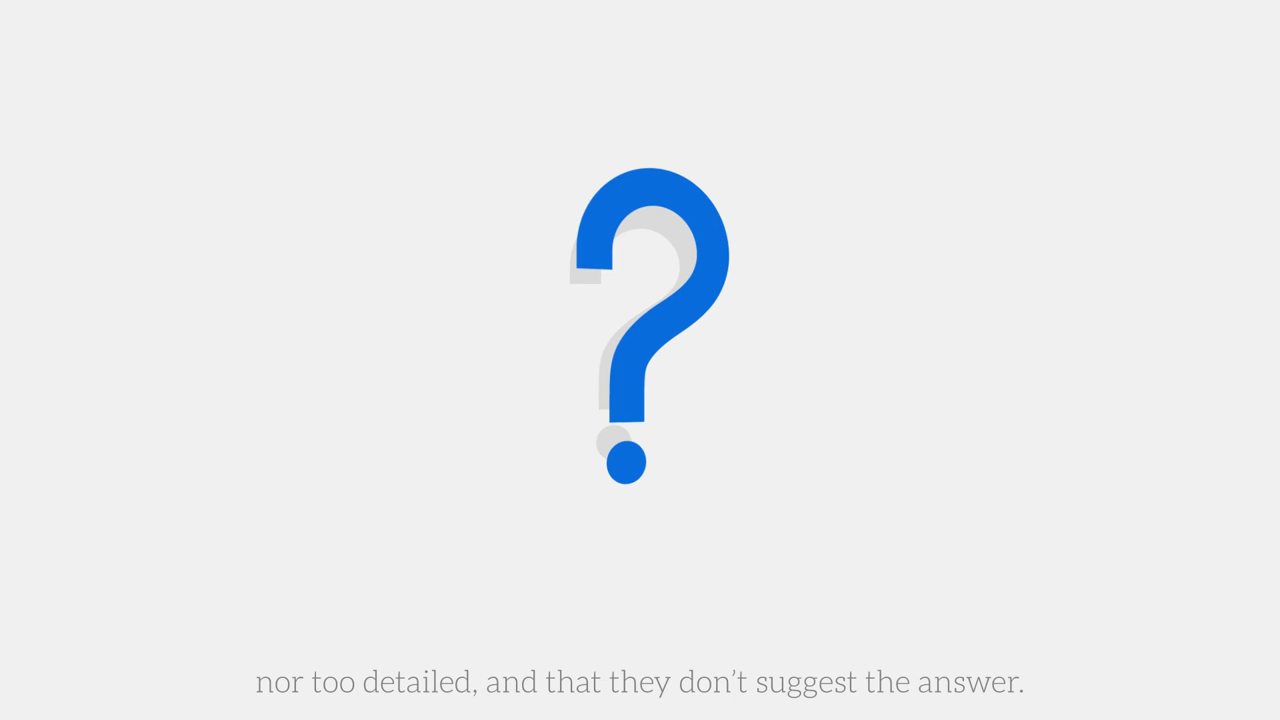 ?
nor too detailed, and that they don’t suggest the answer.